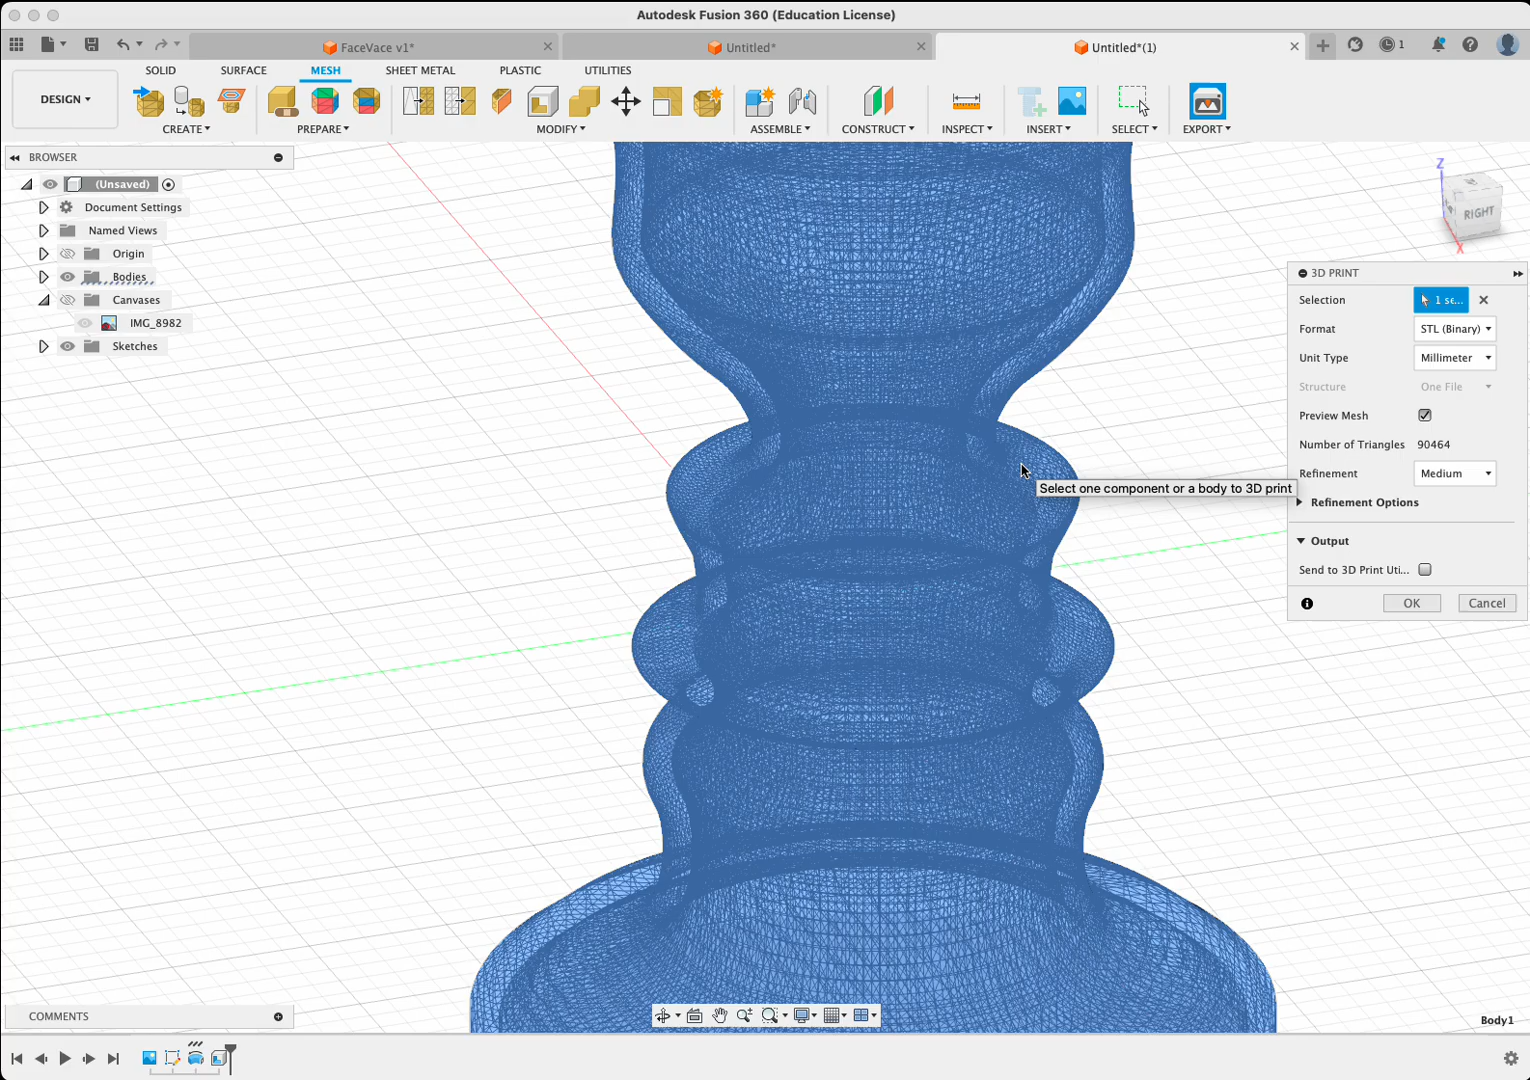 Autodesk Fusion 360 (Education License)
FaceVace v1*
Untitled*
Untitled*(1)
1
SOLID
SURFACE
MESH
SHEET METAL
PLASTIC
UTILITIES
DESIGN
CREATE
PREPARE
MODIFY
ASSEMBLE
CONSTRUCT
INSPECT
INSERT
SELECT
EXPORT
BROWSER
(Unsaved)
Document Settings
Named Views
Origin
Bodies
Canvases
IMG_8982
Sketches
Z
RIGHT
X
3D PRINT
Selection
1 se...
Format
STL (Binary)
Unit Type
Millimeter
Structure
One File
Preview Mesh
Number of Triangles
90464
Refinement
Medium
Select one component or a body to 3D print
Refinement Options
Output
Send to 3D Print Uti...
OK
Cancel
COMMENTS
Body1